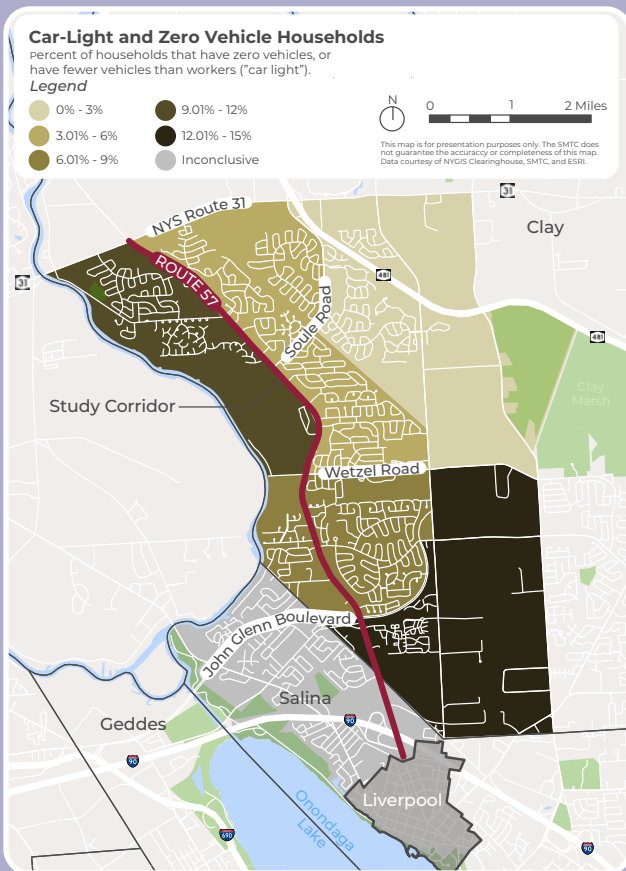 Car-Light and Zero Vehicle Households
Percent of households that have zero vehicles, or
have fewer vehicles than workers ("car light").
Legend
0% - 3%
3.01% - 6%
6.01% - 9%
9.01% - 12%
12.01% - 15%
Inconclusive
N
0 1 2 Miles
This map is for presentation purposes only. The SMTC does
not guarantee the accuraccy or completeness of this map.
Data courtesy of NYGIS Clearinghouse, SMTC, and ESRI.
31
NYS Route 31
Clay
ROUTE 57
481
31
Soule Road
481
Clay
Marsh
Study Corridor
Wetzel Road
John Glenn Boulevard
Salina
Geddes
90
90
Liverpool
Onondaga
Lake
690
90